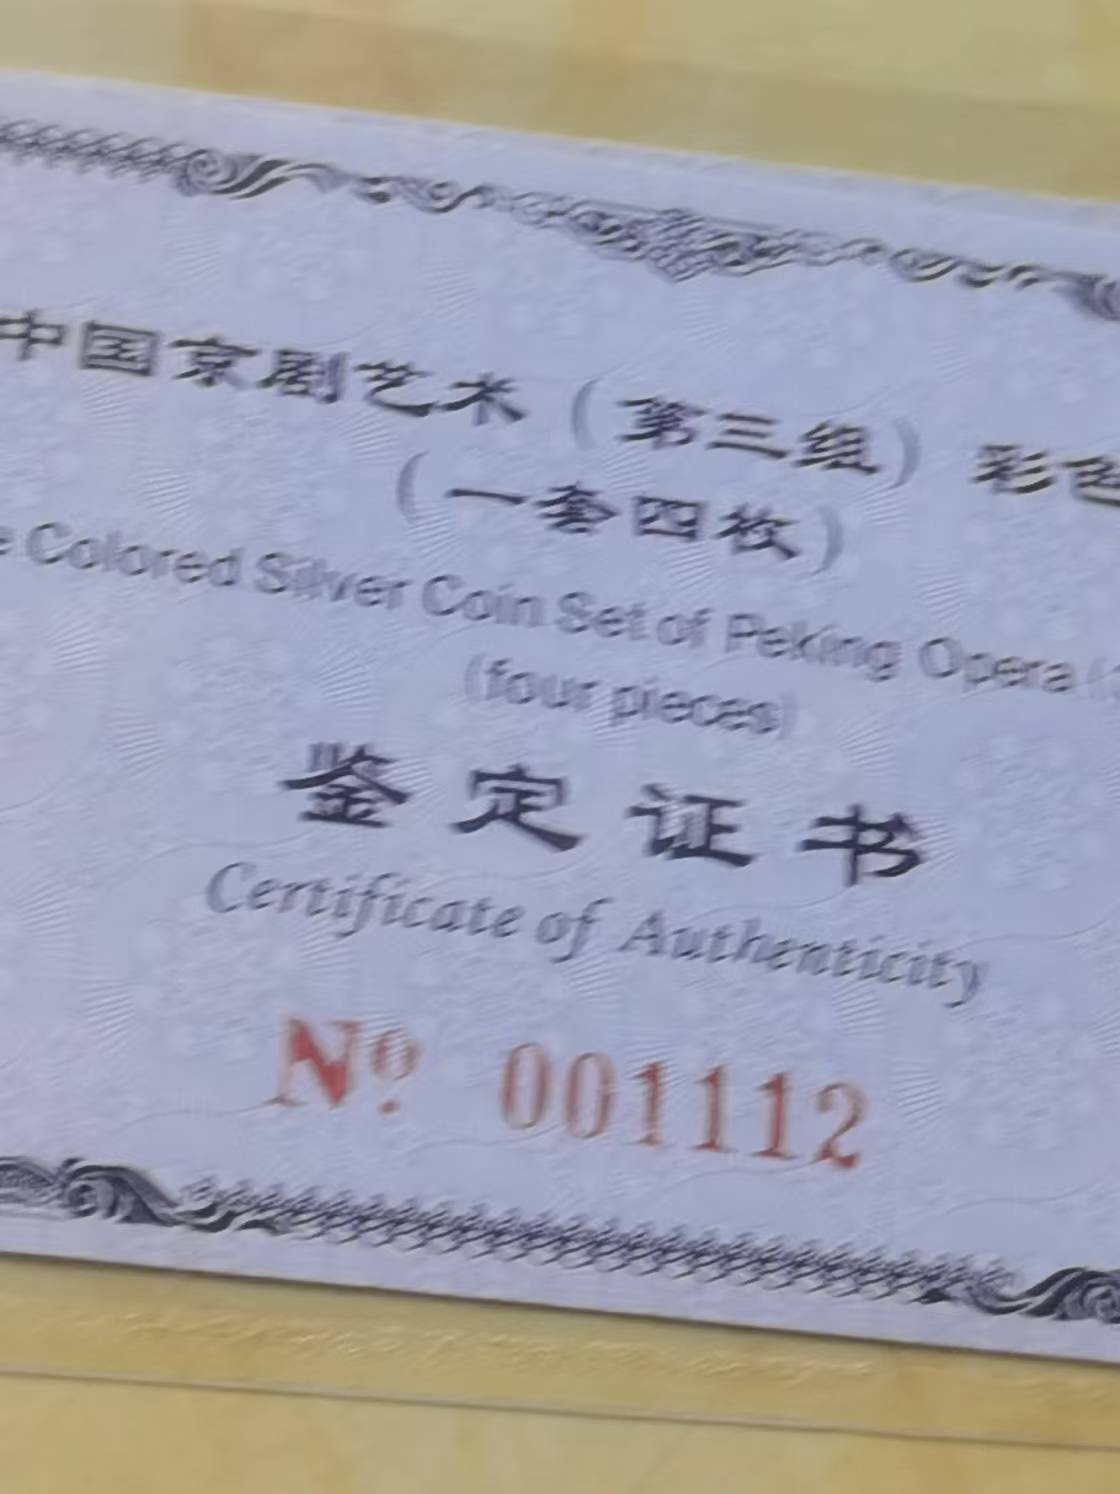 中国京剧艺术（第三组）彩色
（一套四枚）
e Colored Silver Coin Set of Peking Opera (
(four pieces)
鉴定证书
Certificate of Authenticity
Nº 001112